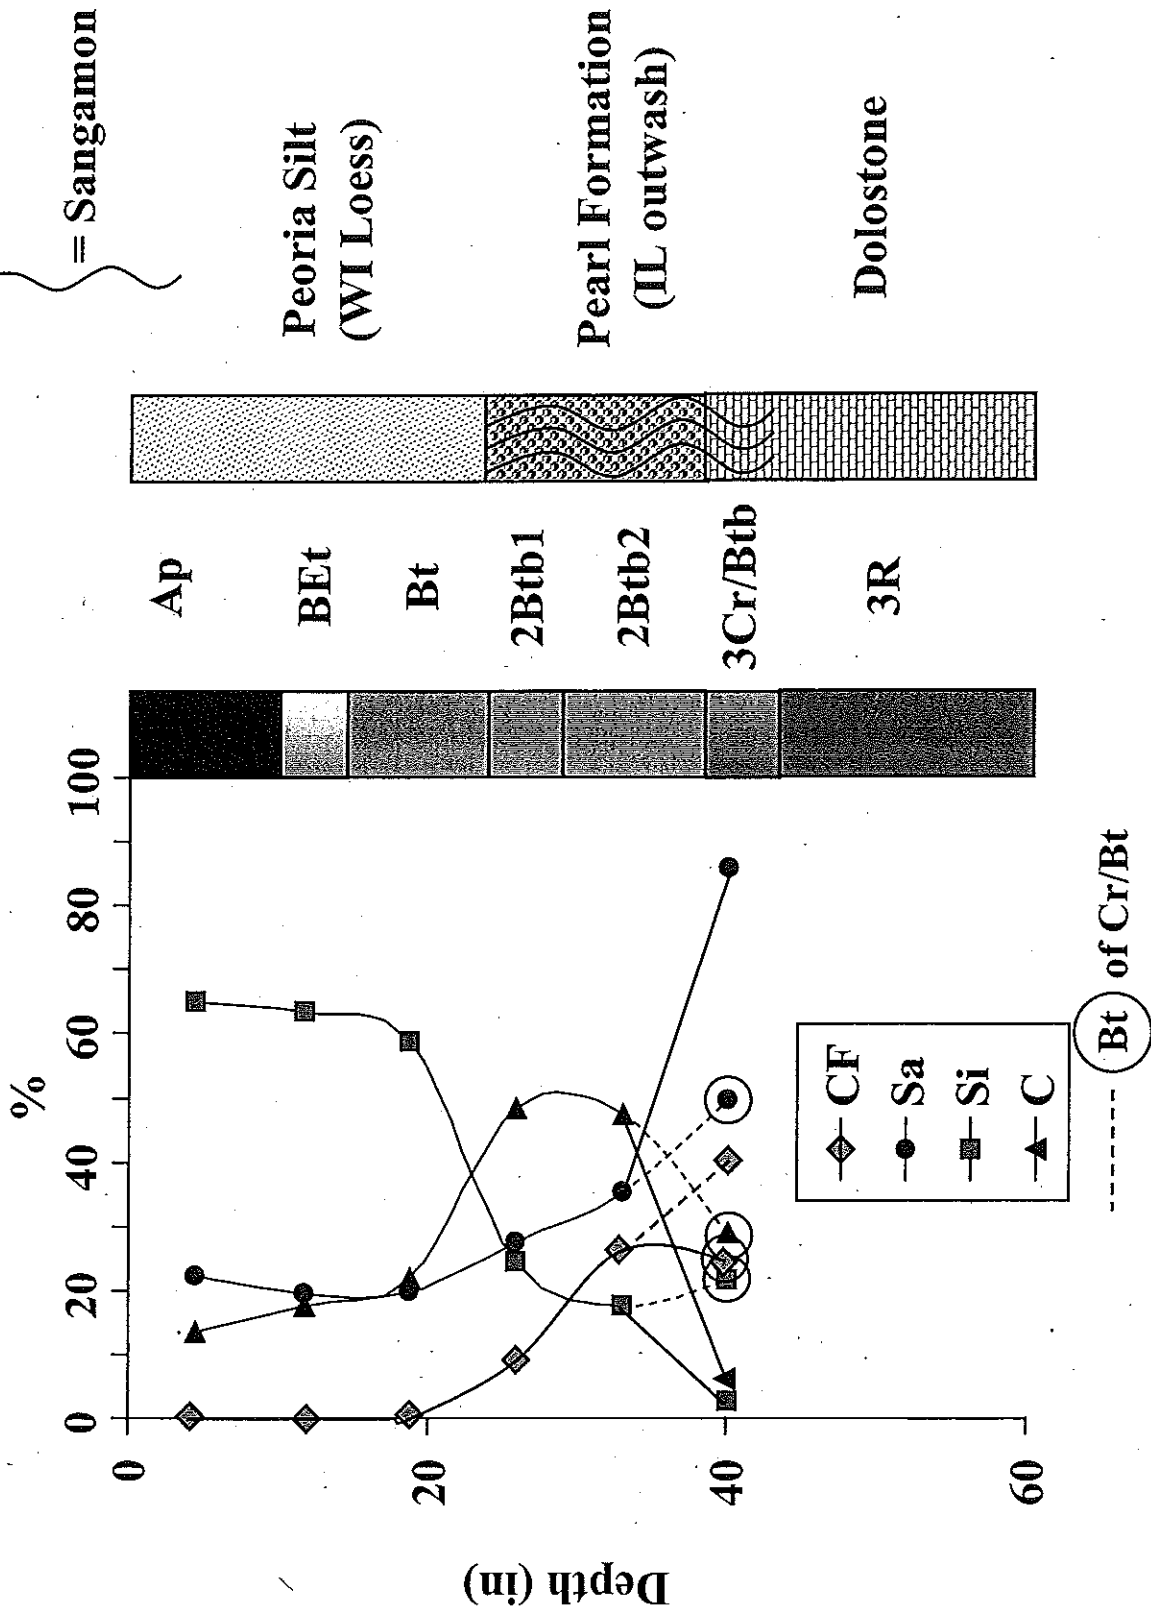 %
0
20
40
60
80
100
Depth (in)
0
20
40
60
Ap
BEt
Bt
2Btb1
2Btb2
3Cr/Btb
3R
= Sangamon
Peoria Silt
(WI Loess)
Pearl Formation
(IL outwash)
Dolostone
CF
Sa
Si
C
Bt of Cr/Bt